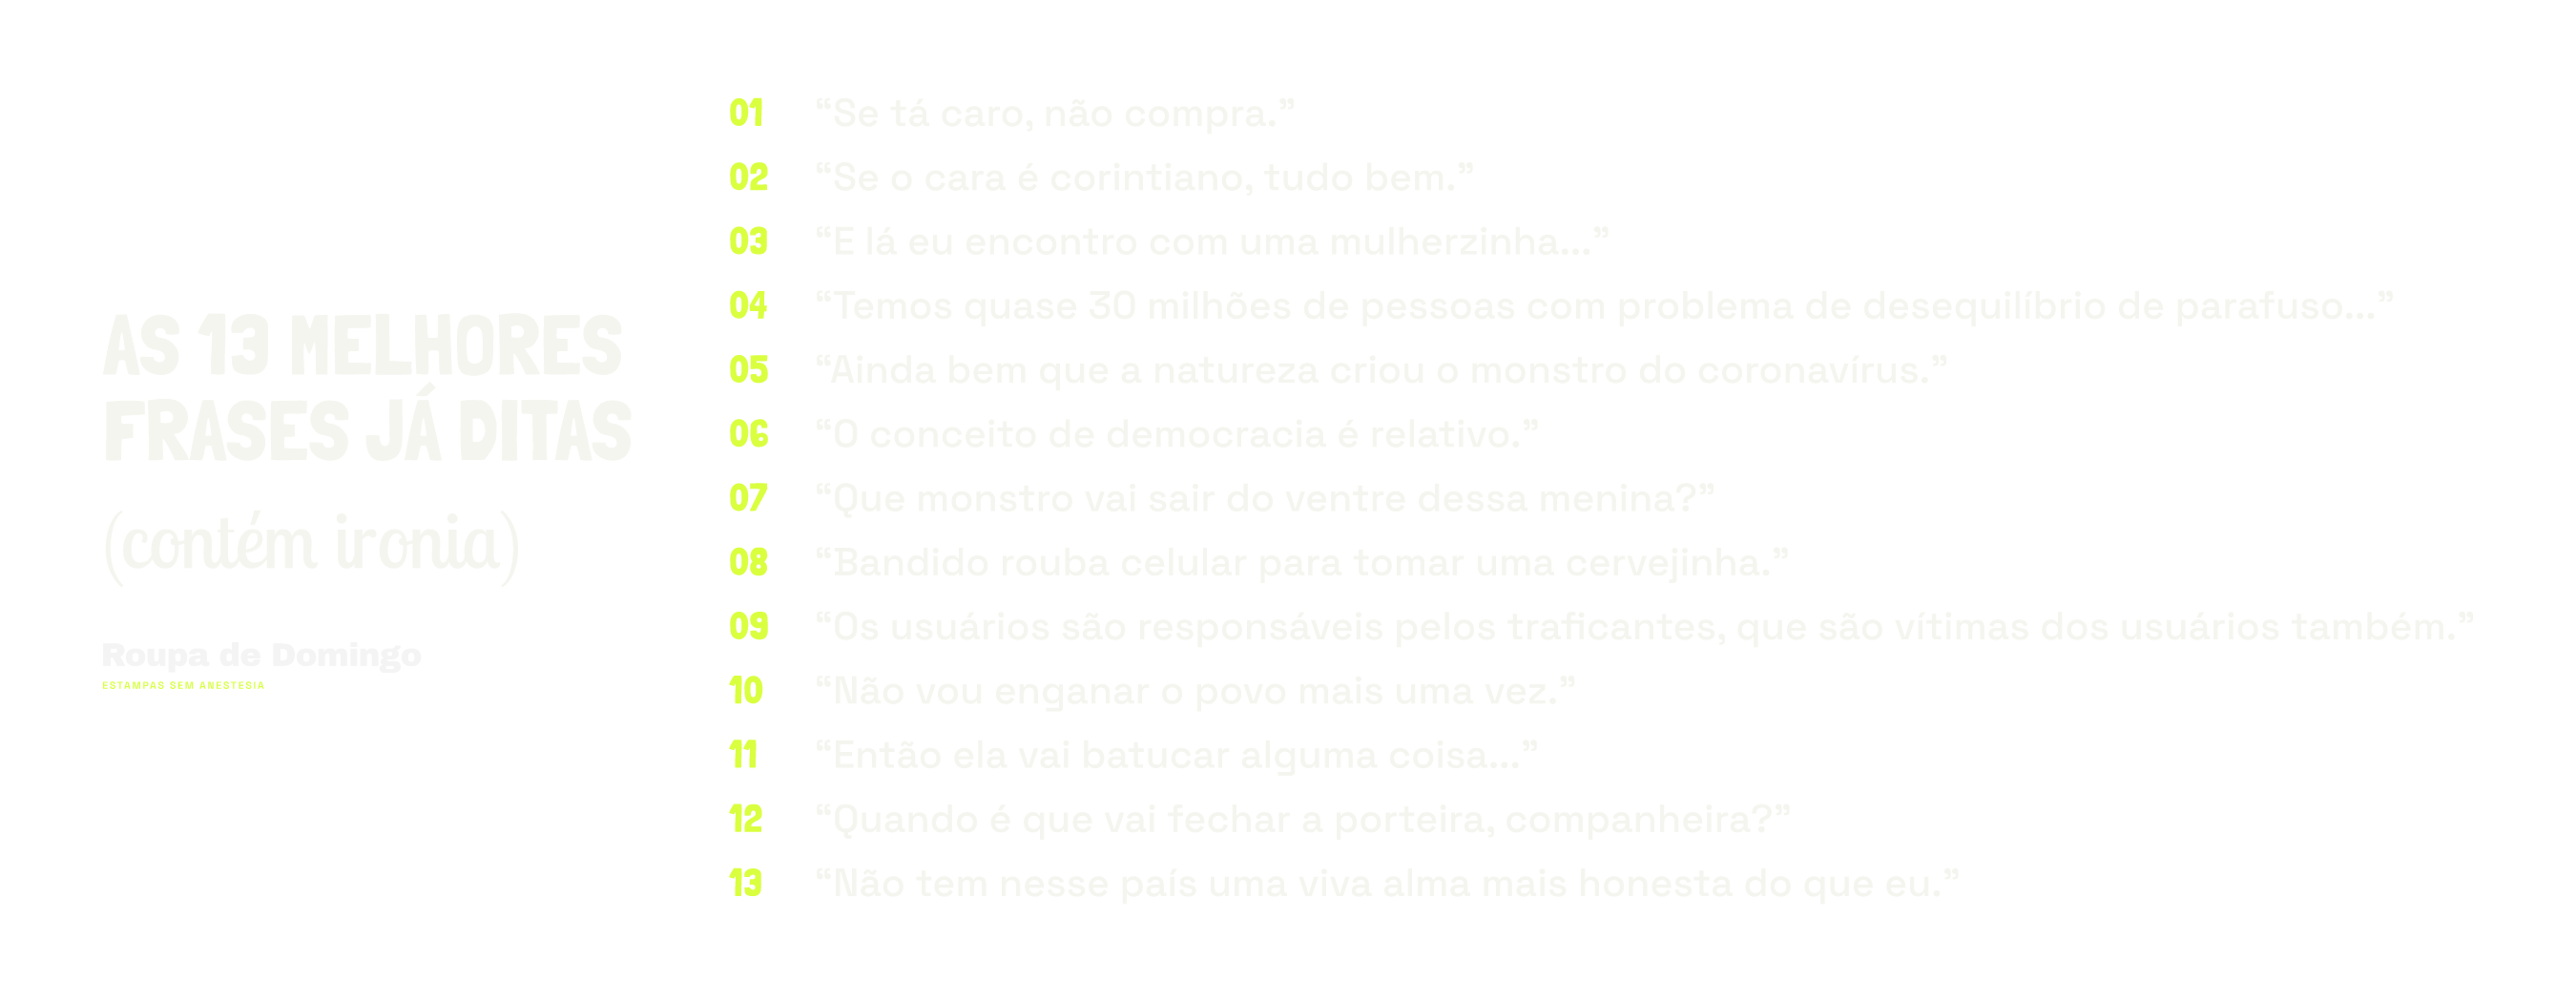 AS 13 MELHORES
FRASES JÁ DITAS
(contém ironia)
Roupa de Domingo
ESTAMPAS SEM ANESTESIA
01 “Se tá caro, não compra.”
02 “Se o cara é corintiano, tudo bem.”
03 “E lá eu encontro com uma mulherzinha...”
04 “Temos quase 30 milhões de pessoas com problema de desequilíbrio de parafuso...”
05 “Ainda bem que a natureza criou o monstro do coronavírus.”
06 “O conceito de democracia é relativo.”
07 “Que monstro vai sair do ventre dessa menina?”
08 “Bandido rouba celular para tomar uma cervejinha.”
09 “Os usuários são responsáveis pelos traficantes, que são vítimas dos usuários também.”
10 “Não vou enganar o povo mais uma vez.”
11 “Então ela vai batucar alguma coisa...”
12 “Quando é que vai fechar a porteira, companheira?”
13 “Não tem nesse país uma viva alma mais honesta do que eu.”